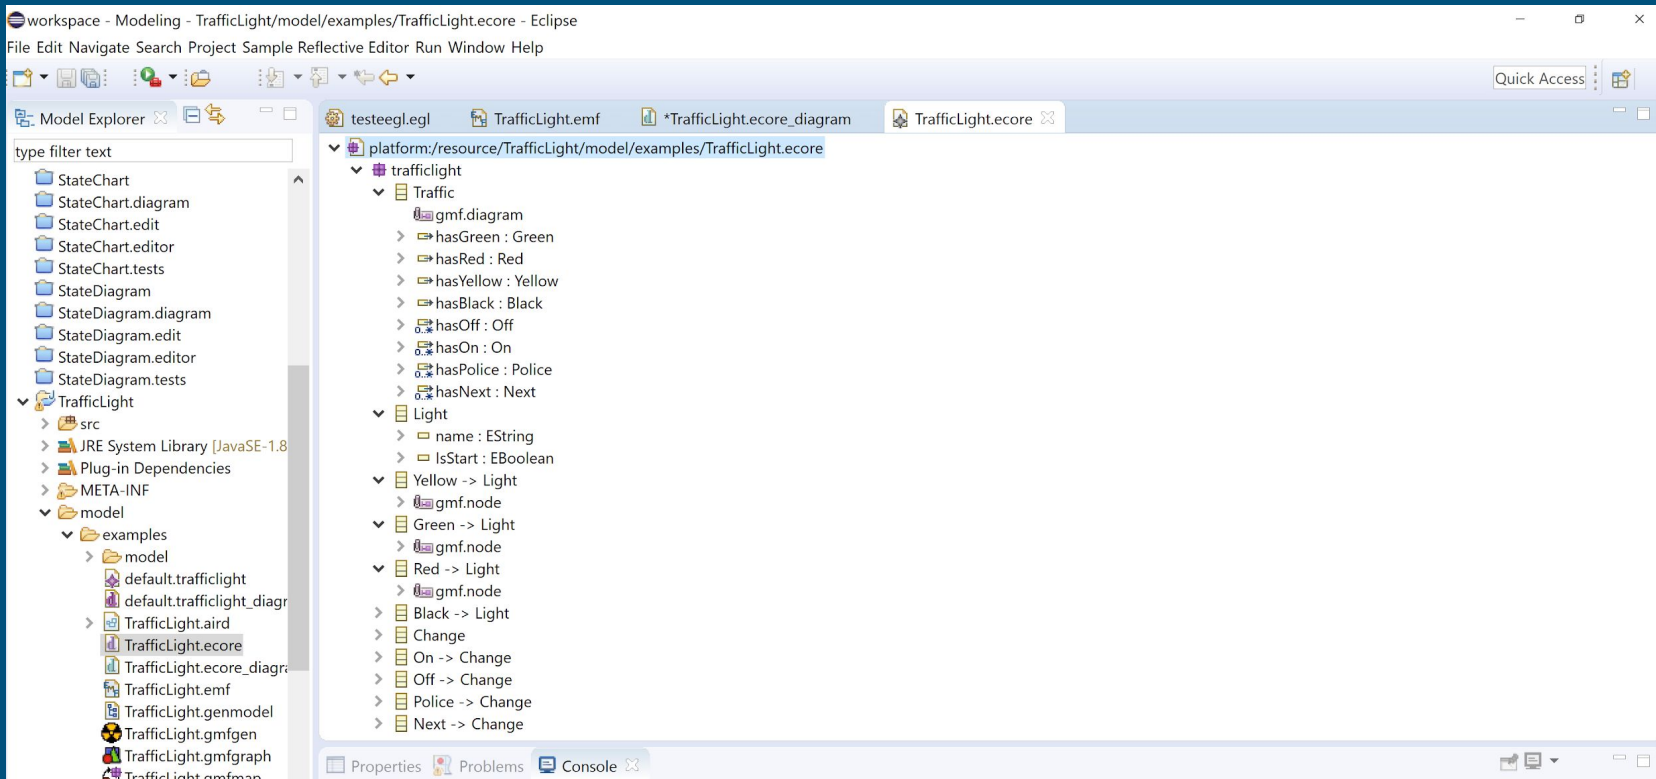 workspace - Modeling - TrafficLight/model/examples/TrafficLight.ecore - Eclipse
File Edit Navigate Search Project Sample Reflective Editor Run Window Help
Quick Access
Model Explorer
type filter text
StateChart
StateChart.diagram
StateChart.edit
StateChart.editor
StateChart.tests
StateDiagram
StateDiagram.diagram
StateDiagram.edit
StateDiagram.editor
StateDiagram.tests
TrafficLight
src
JRE System Library [JavaSE-1.8
Plug-in Dependencies
META-INF
model
examples
model
default.trafficlight
default.trafficlight_diagr
TrafficLight.aird
TrafficLight.ecore
TrafficLight.ecore_diagra
TrafficLight.emf
TrafficLight.genmodel
TrafficLight.gmfgen
TrafficLight.gmfgraph
TrafficLight.gmfmap
testeegl.egl TrafficLight.emf *TrafficLight.ecore_diagram TrafficLight.ecore
platform:/resource/TrafficLight/model/examples/TrafficLight.ecore
trafficlight
Traffic
gmf.diagram
hasGreen : Green
hasRed : Red
hasYellow : Yellow
hasBlack : Black
0..* hasOff : Off
0..* hasOn : On
0..* hasPolice : Police
0..* hasNext : Next
Light
name : EString
IsStart : EBoolean
Yellow -> Light
gmf.node
Green -> Light
gmf.node
Red -> Light
gmf.node
Black -> Light
Change
On -> Change
Off -> Change
Police -> Change
Next -> Change
Properties Problems Console